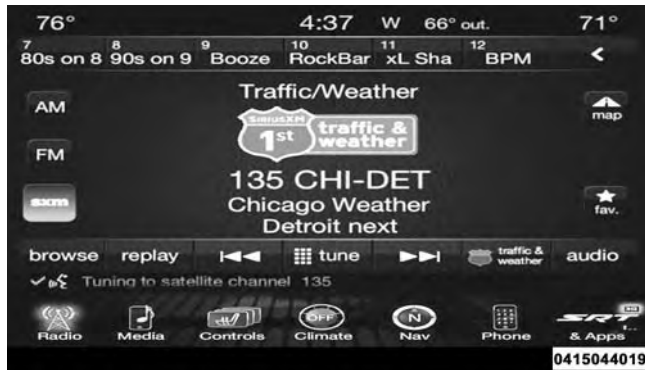 76° 4:37 W 66° out. 71°
7 8 9 10 11 12
80s on 8 90s on 9 Booze RockBar xL Sha BPM
Traffic/Weather
AM
map
SiriusXM
1st traffic & weather
FM
135 CHI-DET
sxm
Chicago Weather
fav.
Detroit next
browse replay tune traffic & weather audio
Tuning to satellite channel 135
OFF N SRT
Radio Media Controls Climate Nav Phone & Apps
0415044019